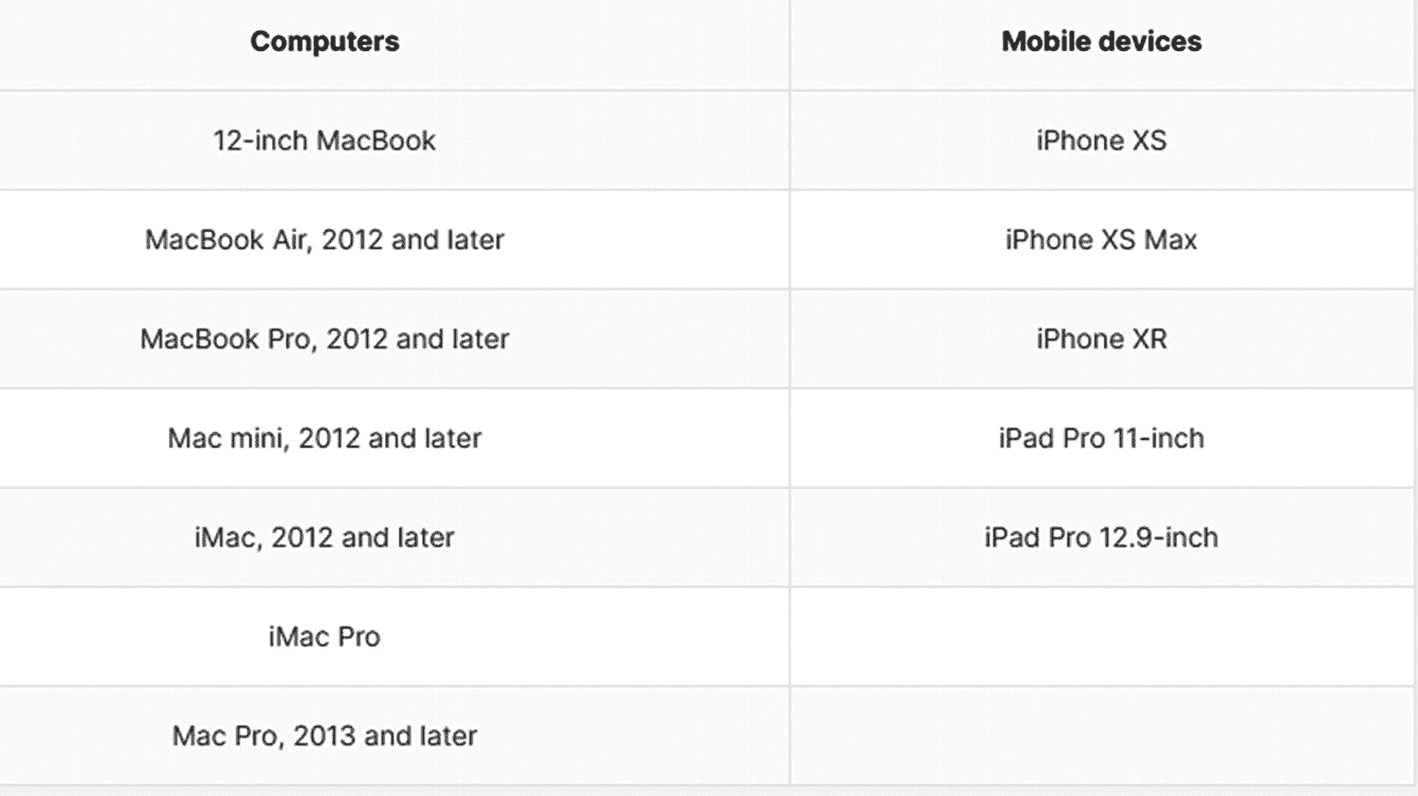 Computers Mobile devices
12-inch MacBook iPhone XS
MacBook Air, 2012 and later iPhone XS Max
MacBook Pro, 2012 and later iPhone XR
Mac mini, 2012 and later iPad Pro 11-inch
iMac, 2012 and later iPad Pro 12.9-inch
iMac Pro
Mac Pro, 2013 and later